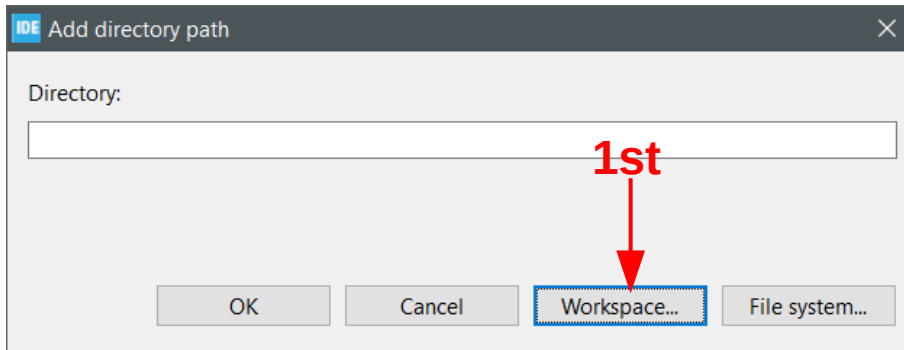 IDE Add directory path
Directory:
1st
OK Cancel Workspace... File system...